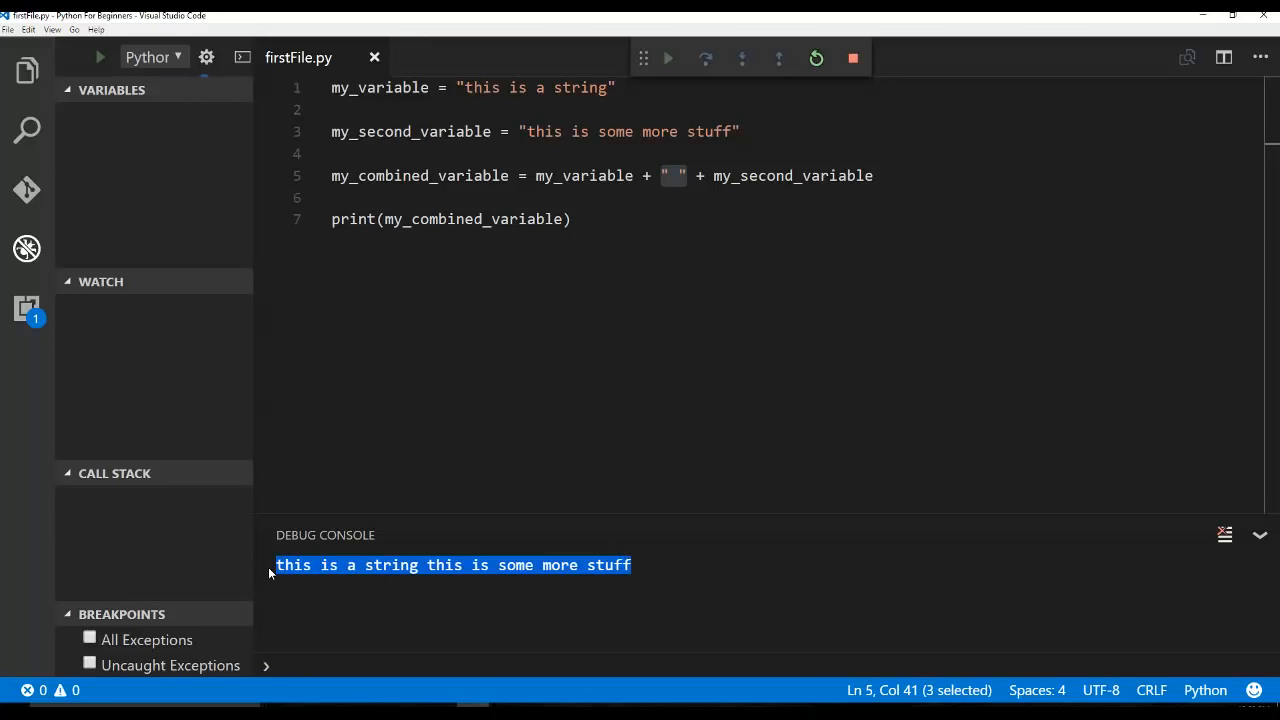 firstFile.py - Python For Beginners - Visual Studio Code
File Edit View Go Help
Python
firstFile.py
VARIABLES
WATCH
CALL STACK
BREAKPOINTS
All Exceptions
Uncaught Exceptions
1 my_variable = "this is a string"
2
3 my_second_variable = "this is some more stuff"
4
5 my_combined_variable = my_variable + " " + my_second_variable
6
7 print(my_combined_variable)
1
DEBUG CONSOLE
this is a string this is some more stuff
0 0 Ln 5, Col 41 (3 selected) Spaces: 4 UTF-8 CRLF Python